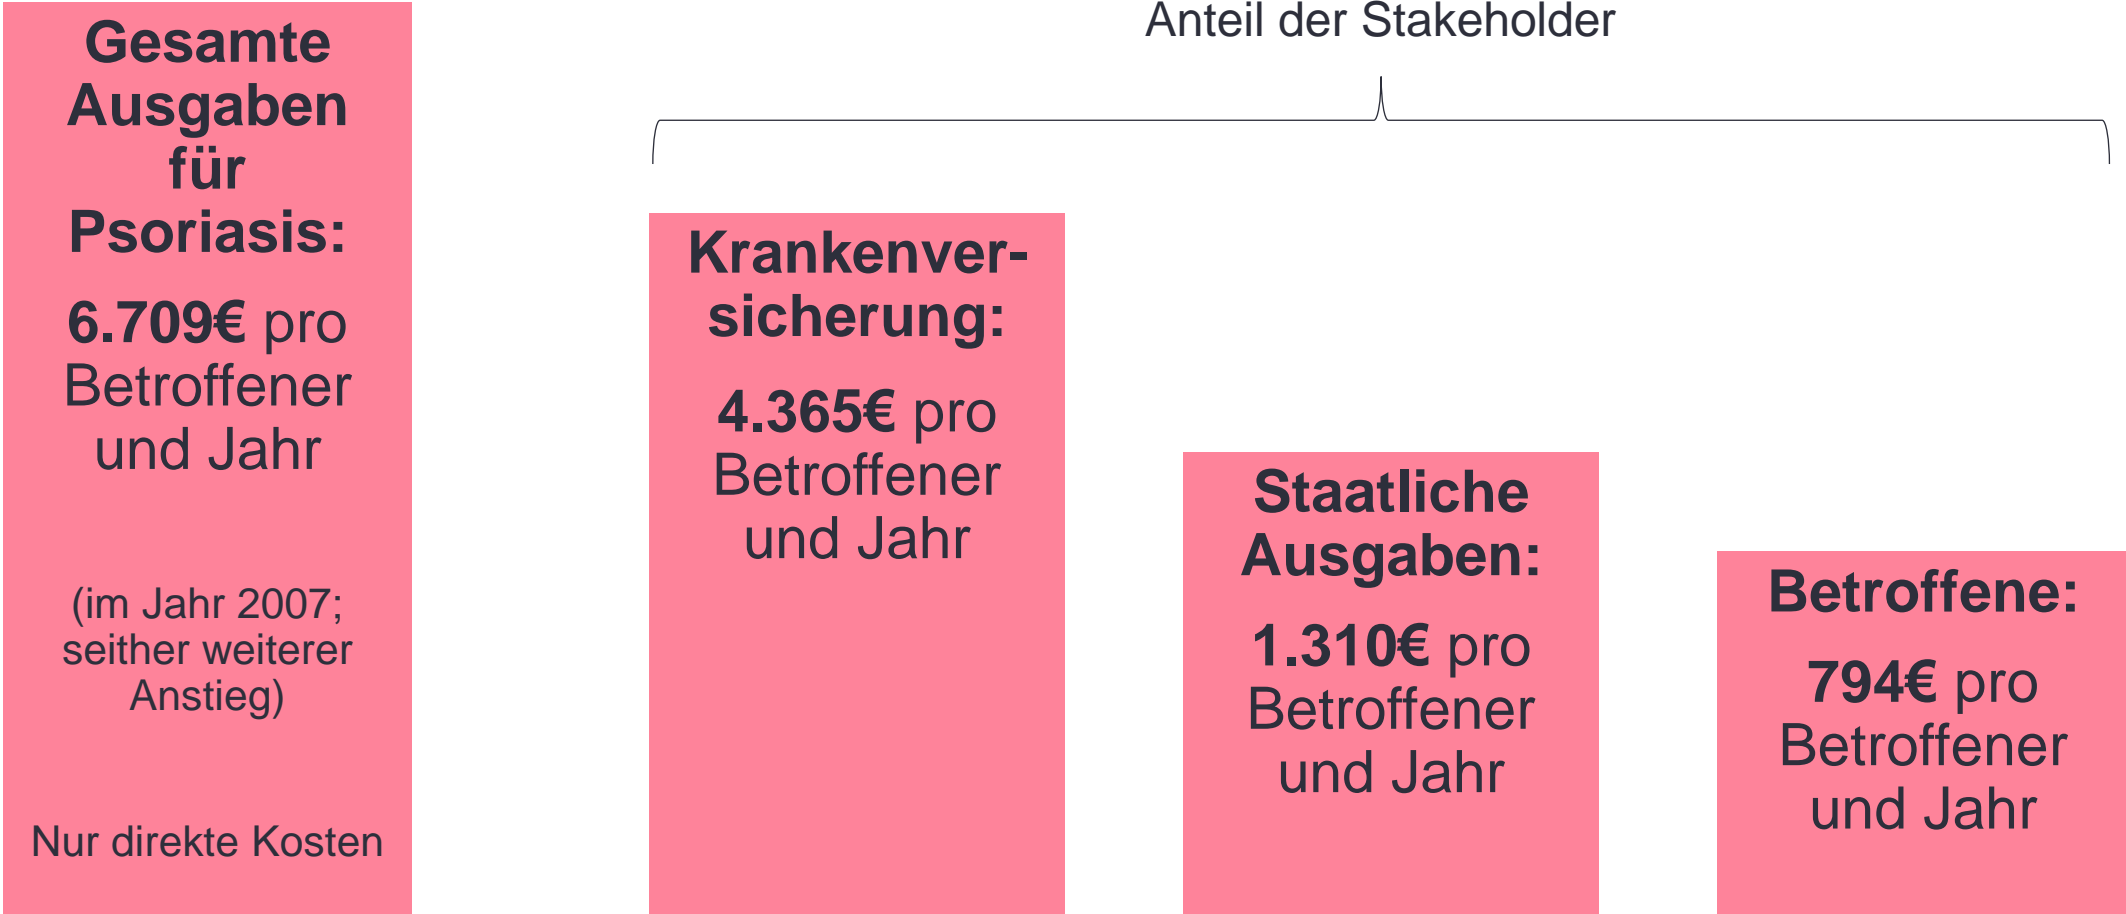 Gesamte
Ausgaben
für
Psoriasis:
6.709€ pro
Betroffener
und Jahr
(im Jahr 2007;
seither weiterer
Anstieg)
Nur direkte Kosten
Anteil der Stakeholder
Krankenver-
sicherung:
4.365€ pro
Betroffener
und Jahr
Staatliche
Ausgaben:
1.310€ pro
Betroffener
und Jahr
Betroffene:
794€ pro
Betroffener
und Jahr